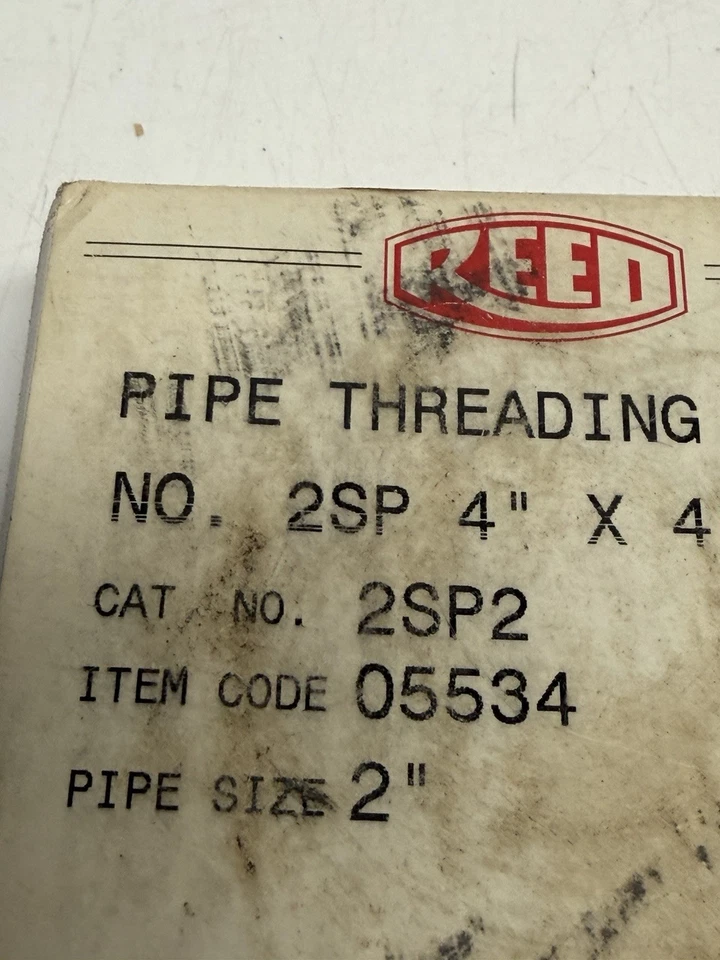 REED
PIPE THREADING
NO. 2SP 4" X 4
CAT. NO. 2SP2
ITEM CODE 05534
PIPE SIZE 2"